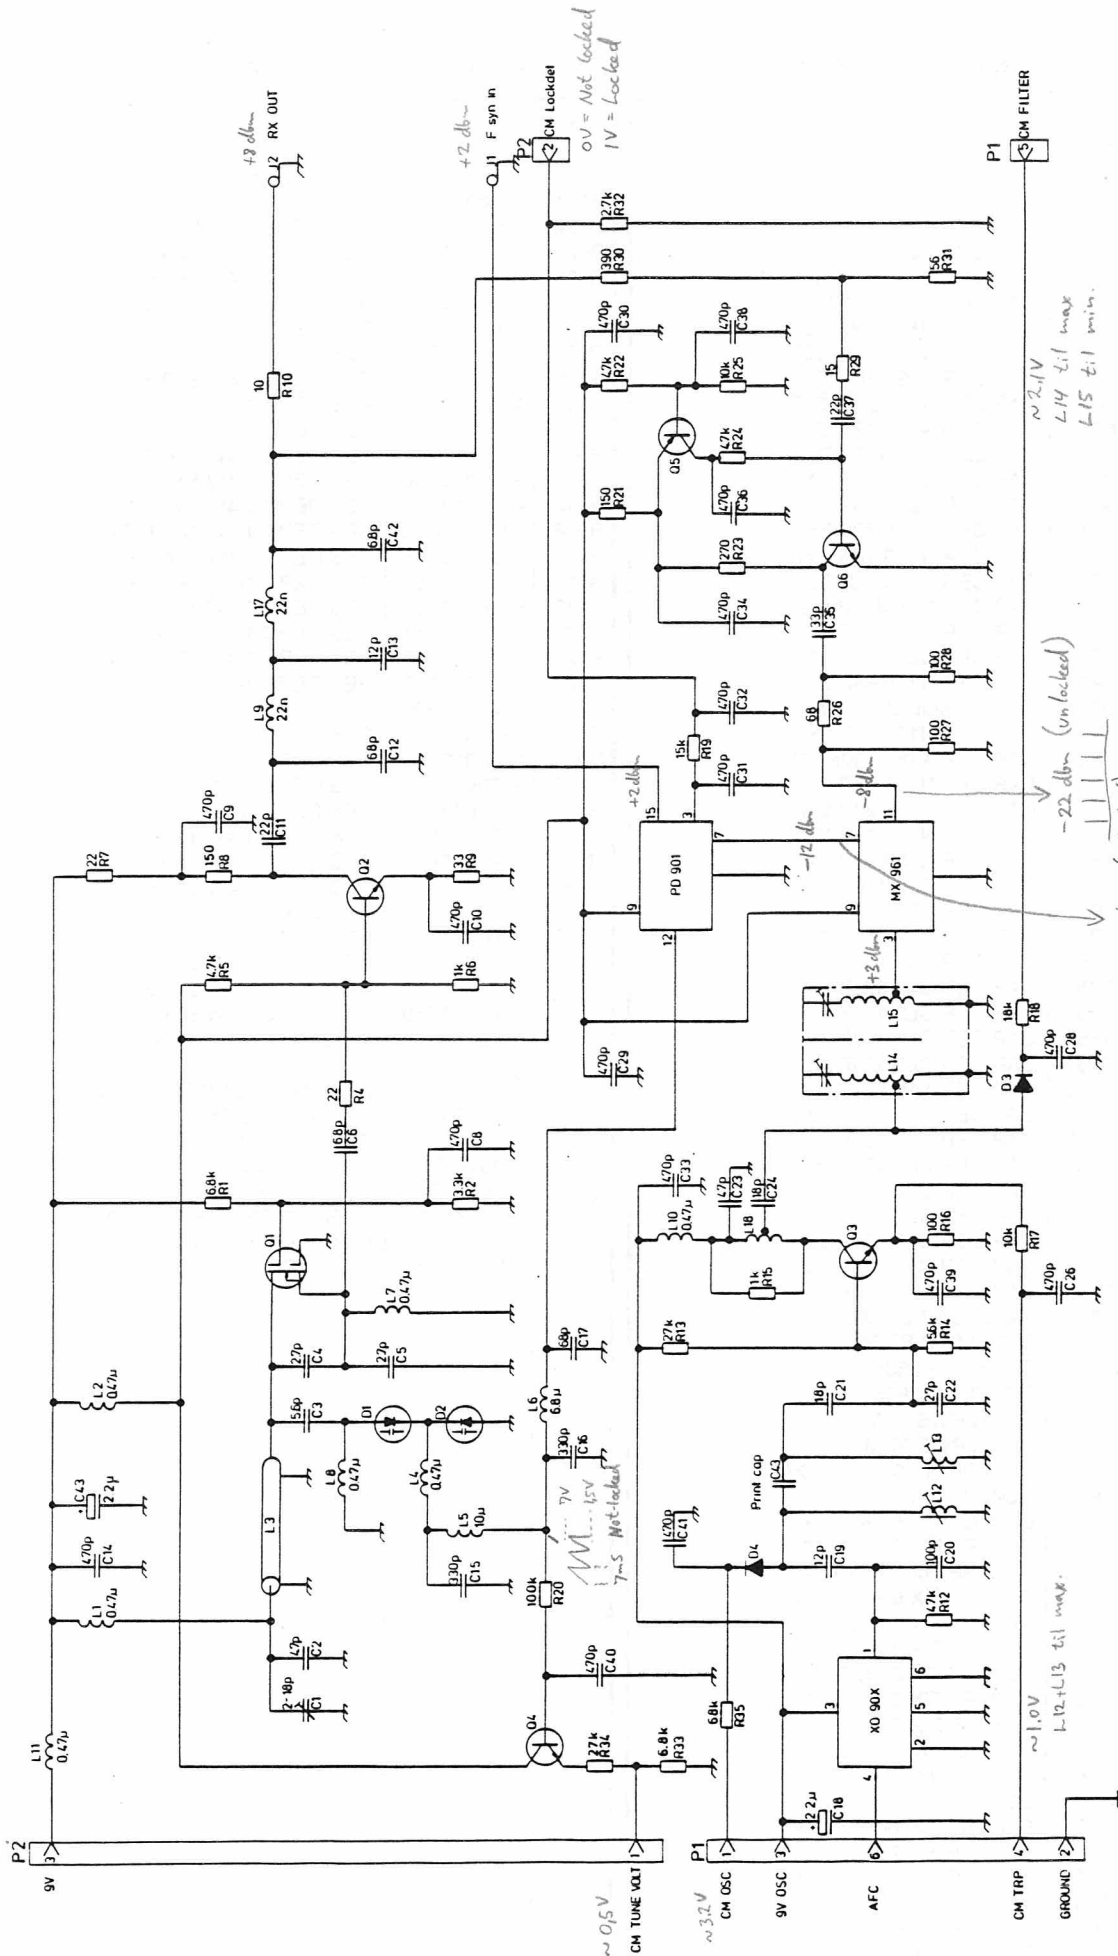 P2
3
9V
1
CM TUNE VOLT
~ 0,5V
L11
0.47µ
L1
0.47µ
470p
C14
C43
+
2.2µ
L2
0.47µ
2-18p
C1
47p
C2
L3
56p
C3
27p
C4
27p
C5
Q1
6.8k
R1
3.3k
R2
470p
C8
L7
0.47µ
68p
C6
22
R4
L8
0.47µ
D1
D2
L4
0.47µ
L5
10µ
330p
C15
330p
C16
L6
6.8µ
68p
C17
100k
R20
470p
C40
Q4
27k
R34
6.8k
R33
7V
1,5V
7mS Not-locked
4.7k
R5
1k
R6
Q2
22
R7
150
R8
470p
C9
22p
C11
470p
C10
33
R9
68p
C12
L9
22n
12p
C13
L17
22n
68p
C42
10
R10
+8 dbm
J2 RX OUT
+2 dbm
J1 F syn in
P2
2
CM Lockdet
0V = Not locked
1V = Locked
470p
C29
+2 dbm
9
15
12
PD 901
3
7
-12 dbm
470p
C31
15k
R19
470p
C32
9
7
-8 dbm
11
3
+3 dbm
MX 961
L14
L15
100
R27
68
R26
100
R28
33p
C35
470p
C34
270
R23
150
R21
Q5
Q6
470p
C36
47k
R24
47k
R22
10k
R25
470p
C30
470p
C38
22p
C37
15
R29
390
R30
56
R31
2.7k
R32
-22 dbm (unlocked)
P1
5
CM FILTER
~ 2,1V
L14 til max
L15 til min.
18k
R18
470p
C28
D3
P1
1
CM OSC
~ 3.2V
3
9V OSC
6
AFC
4
CM TRP
2
GROUND
68k
R35
+
2.2µ
C18
XO 90X
4
3
1
2
5
6
47k
R12
12p
C19
100p
C20
D4
470p
C41
Print cap
C43
L12
L13
18p
C21
27p
C22
27k
R13
56k
R14
Q3
1k
R15
L10
0.47µ
470p
C33
47p
C23
18p
C24
L18
470p
C39
100
R16
10k
R17
470p
C26
~1.0V
L12+L13 til max.